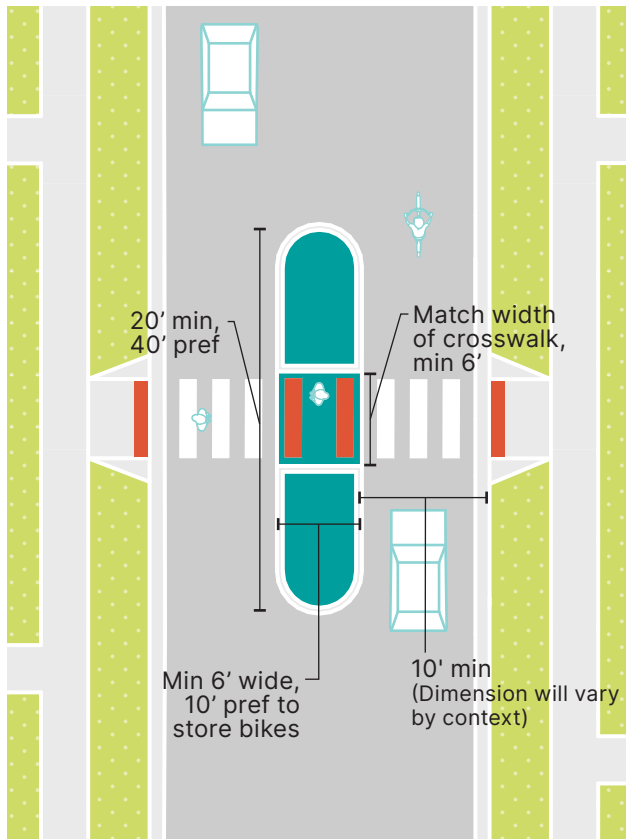 20’ min,
40’ pref
Match width
of crosswalk,
min 6’
Min 6’ wide,
10’ pref to
store bikes
10' min
(Dimension will vary
by context)